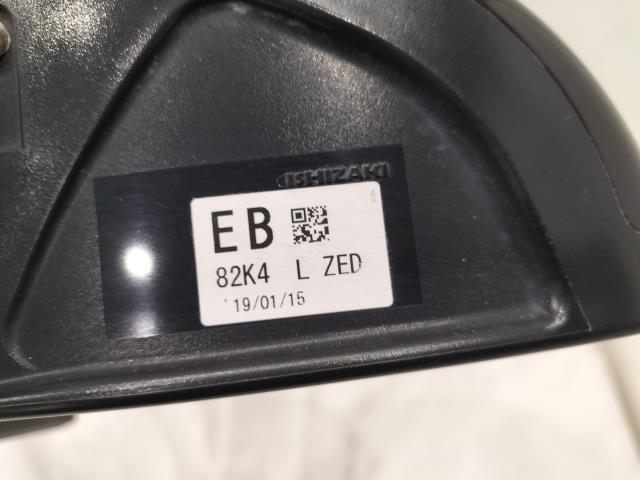 ISHIZAKI
EB
82K4 L ZED
'19/01/15